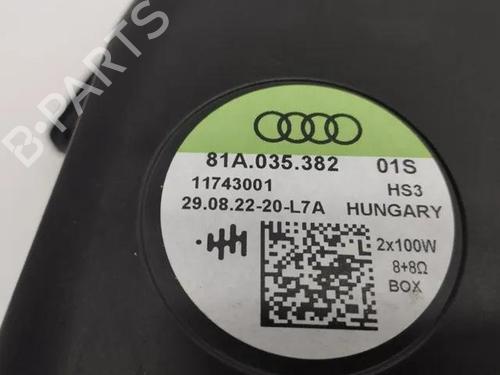 B-PARTS
81A.035.382 01S
11743001 HS3
29.08.22-20-L7A HUNGARY
2x100W
8+8Ω
BOX